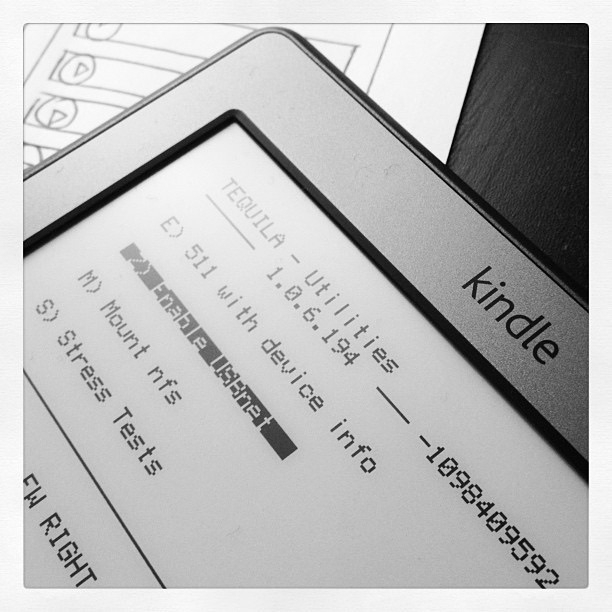 kindle
TEQUILA - Utilities
1.0.6.194 -1098409592
E) 511 with device info
Z) Enable USBnet
M) Mount nfs
S) Stress Tests
FW RIGHT